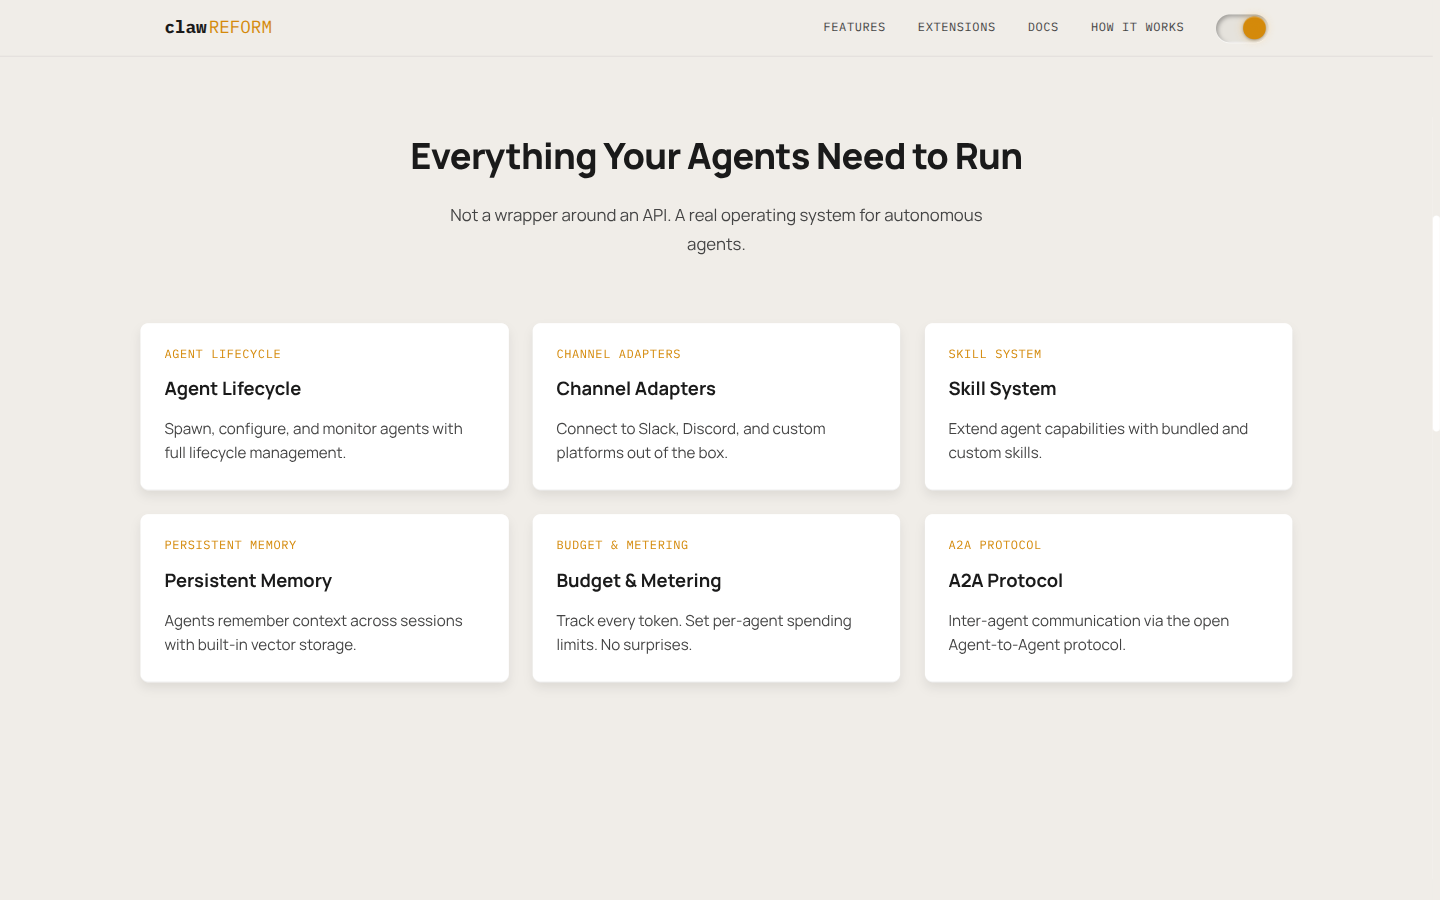 clawREFORM
FEATURES
EXTENSIONS
DOCS
HOW IT WORKS
Everything Your Agents Need to Run
Not a wrapper around an API. A real operating system for autonomous
agents.
AGENT LIFECYCLE
Agent Lifecycle
Spawn, configure, and monitor agents with
full lifecycle management.
CHANNEL ADAPTERS
Channel Adapters
Connect to Slack, Discord, and custom
platforms out of the box.
SKILL SYSTEM
Skill System
Extend agent capabilities with bundled and
custom skills.
PERSISTENT MEMORY
Persistent Memory
Agents remember context across sessions
with built-in vector storage.
BUDGET & METERING
Budget & Metering
Track every token. Set per-agent spending
limits. No surprises.
A2A PROTOCOL
A2A Protocol
Inter-agent communication via the open
Agent-to-Agent protocol.